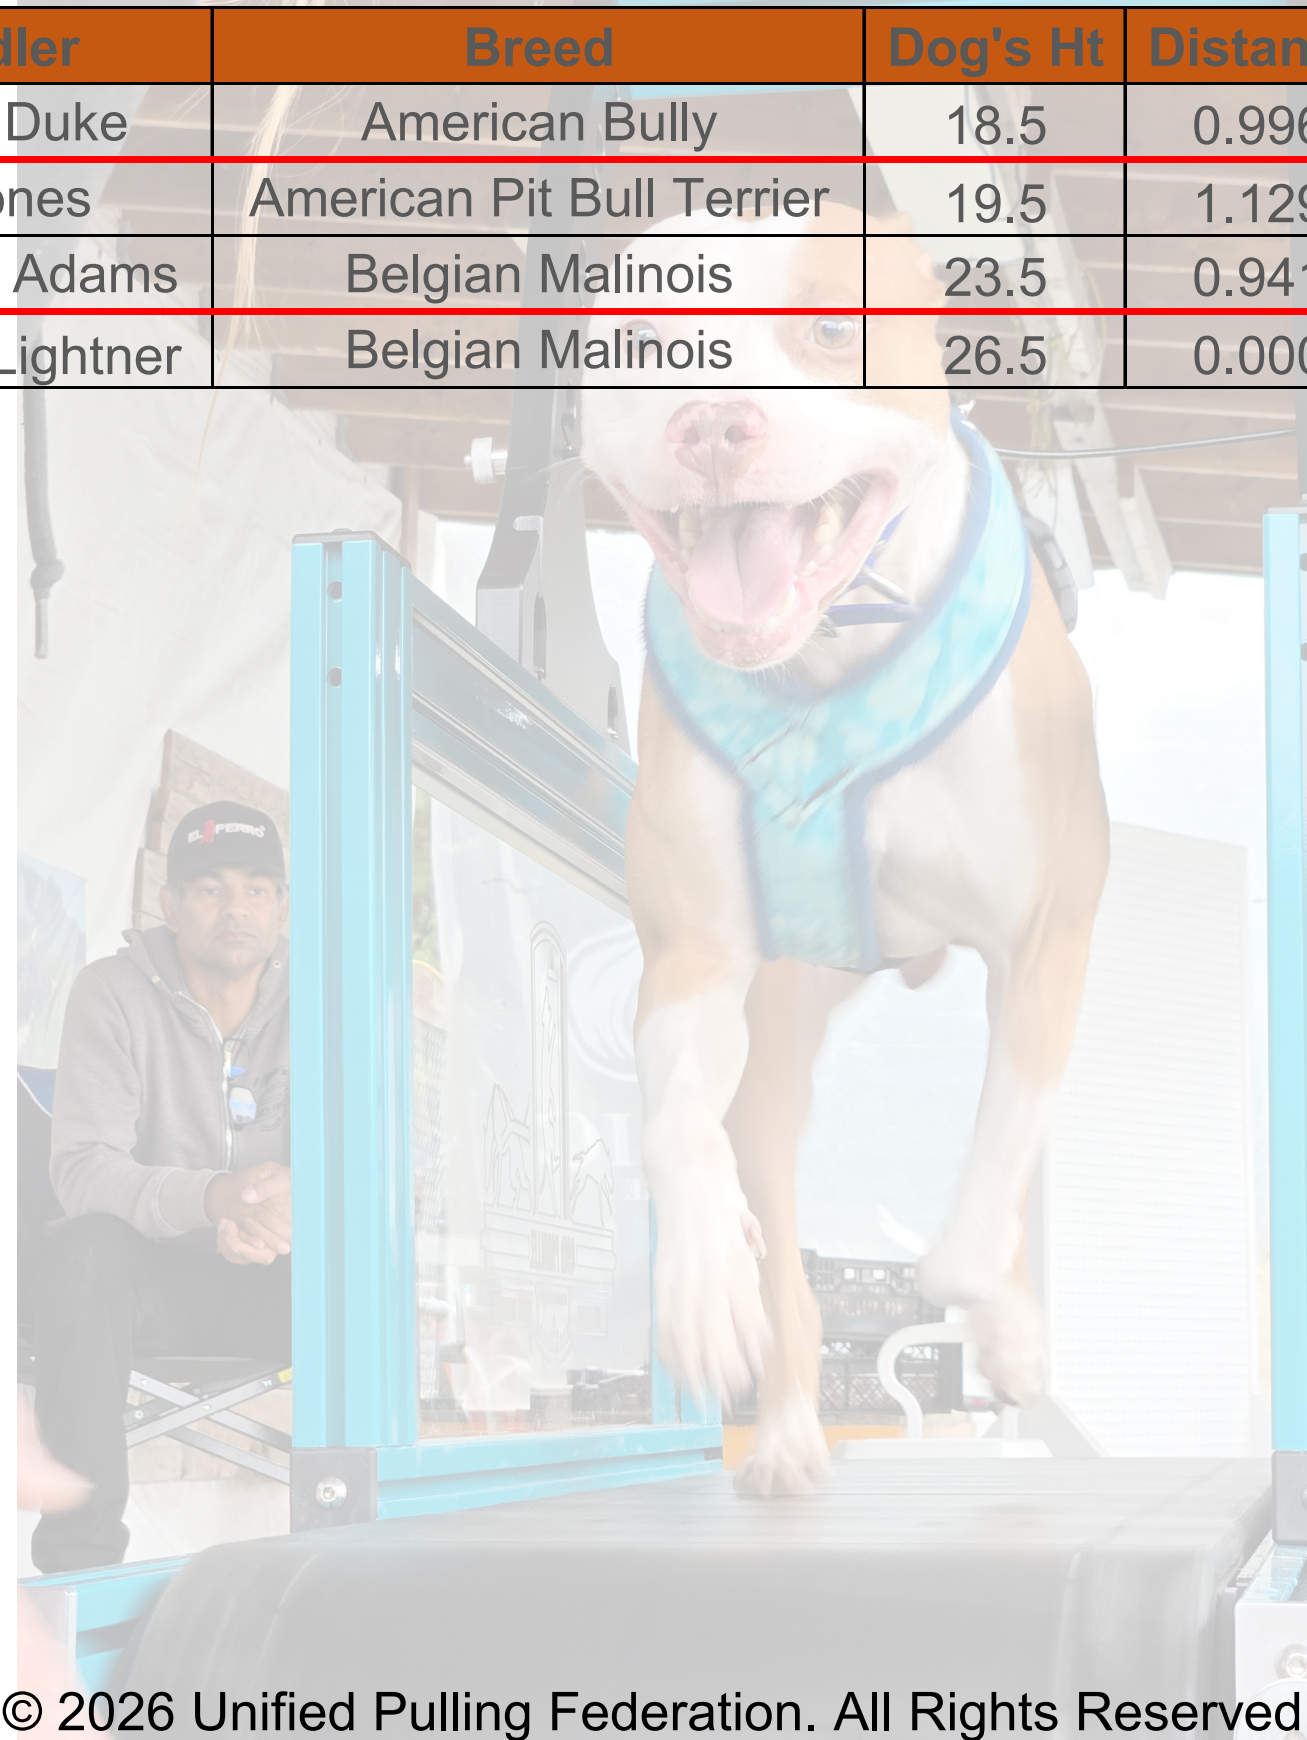 dler Breed Dog's Ht Distan
Duke American Bully 18.5 0.996
ones American Pit Bull Terrier 19.5 1.129
Adams Belgian Malinois 23.5 0.941
Lightner Belgian Malinois 26.5 0.000
EL PERRO
© 2026 Unified Pulling Federation. All Rights Reserved